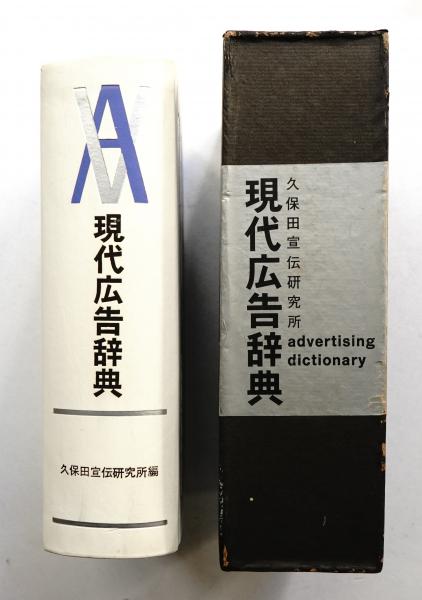 A
現代広告辞典
久保田宣伝研究所編
久保田宣伝研究所
現代広告辞典
advertising
dictionary